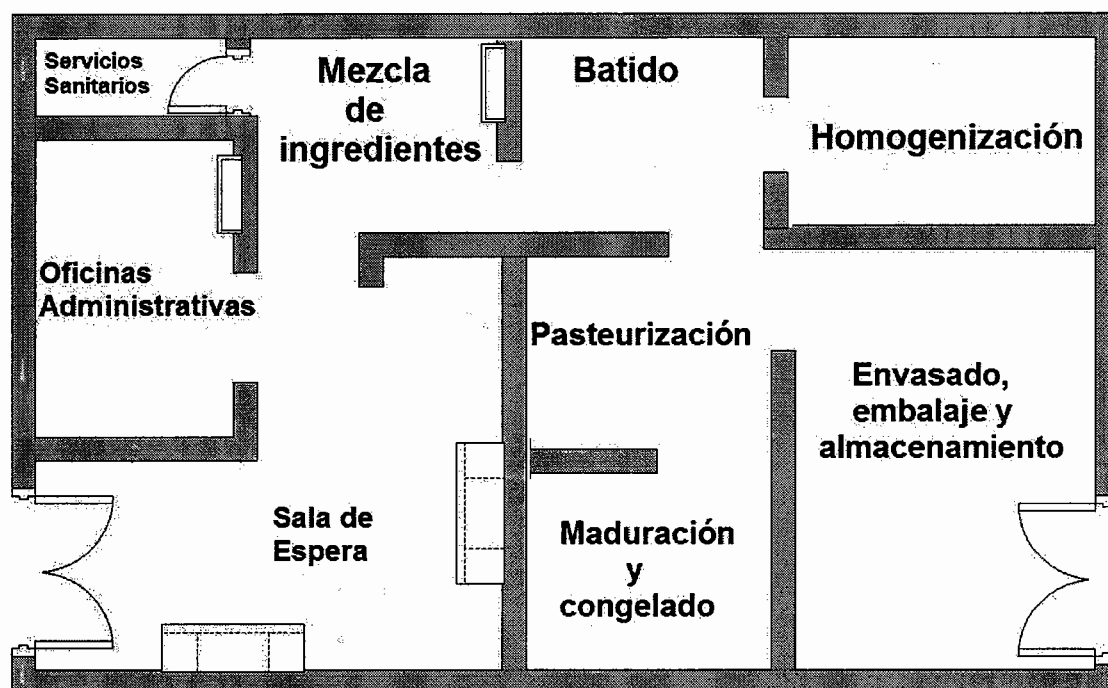 Servicios
Sanitarios
Mezcla
de
ingredientes
Batido
Homogenización
Oficinas
Administrativas
Pasteurización
Envasado,
embalaje y
almacenamiento
Sala de
Espera
Maduración
y
congelado